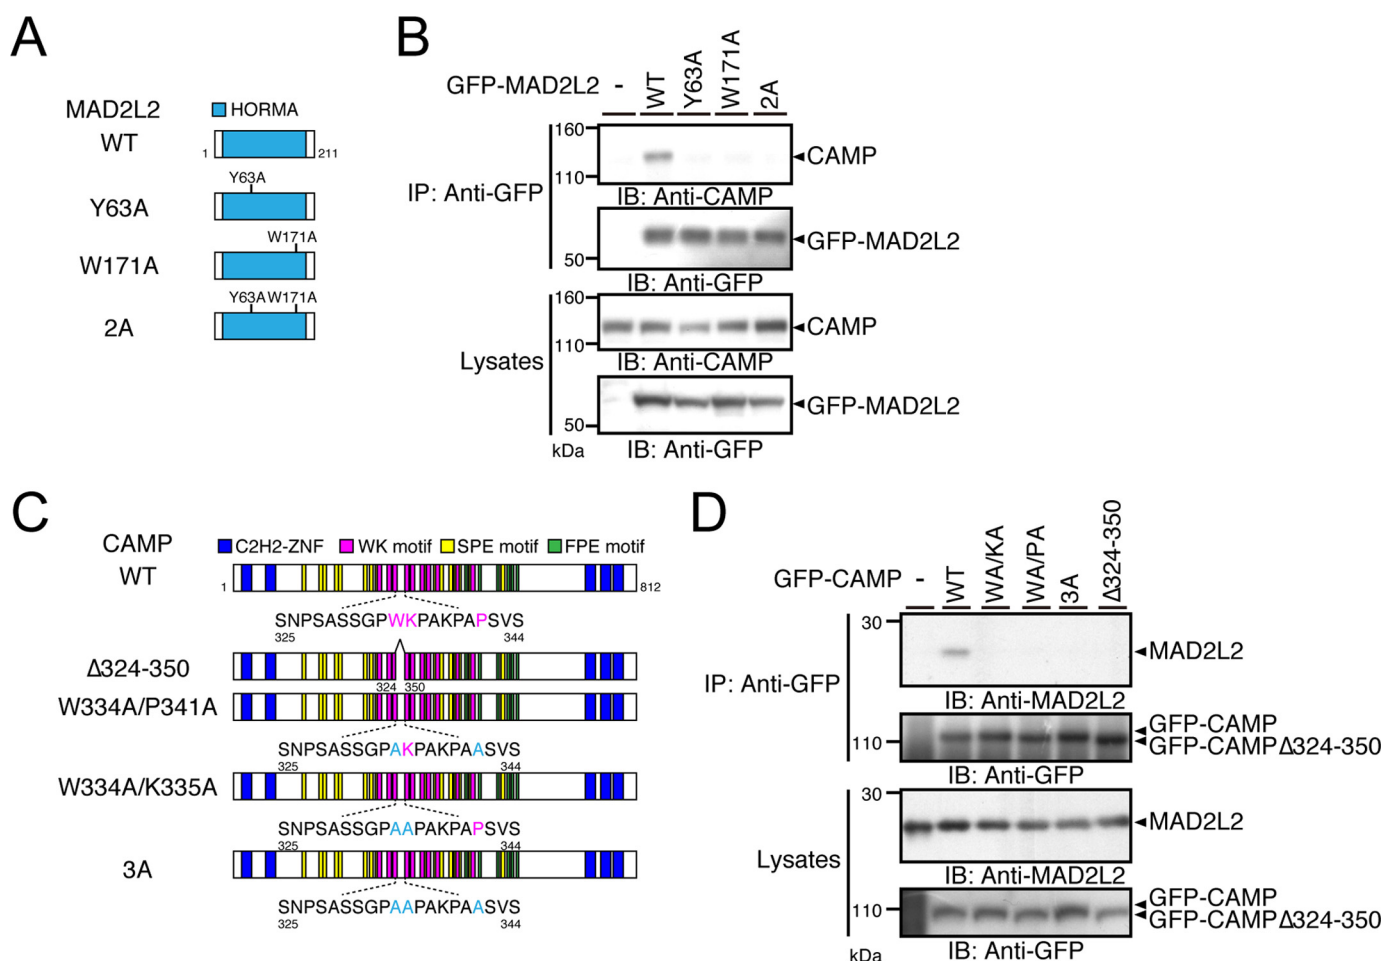 A
MAD2L2
HORMA
WT
1
211
Y63A
Y63A
W171A
W171A
Y63A W171A
2A
B
GFP-MAD2L2 - WT Y63A W171A 2A
IP: Anti-GFP
160
110
CAMP
IB: Anti-CAMP
50
GFP-MAD2L2
IB: Anti-GFP
Lysates
160
110
CAMP
IB: Anti-CAMP
50
GFP-MAD2L2
kDa
IB: Anti-GFP
C
CAMP
C2H2-ZNF WK motif SPE motif FPE motif
WT
1
812
SNPSASSGPWKPAKPAPSVS
325 344
Δ324-350
324 350
W334A/P341A
SNPSASSGPAKPAKPAASVS
325 344
W334A/K335A
SNPSASSGPAAPAKPAPSVS
325 344
3A
SNPSASSGPAAPAKPAASVS
325 344
D
GFP-CAMP - WT WA/KA WA/PA 3A Δ324-350
IP: Anti-GFP
30
MAD2L2
IB: Anti-MAD2L2
110
GFP-CAMP
GFP-CAMPΔ324-350
IB: Anti-GFP
Lysates
30
MAD2L2
IB: Anti-MAD2L2
110
GFP-CAMP
GFP-CAMPΔ324-350
kDa
IB: Anti-GFP